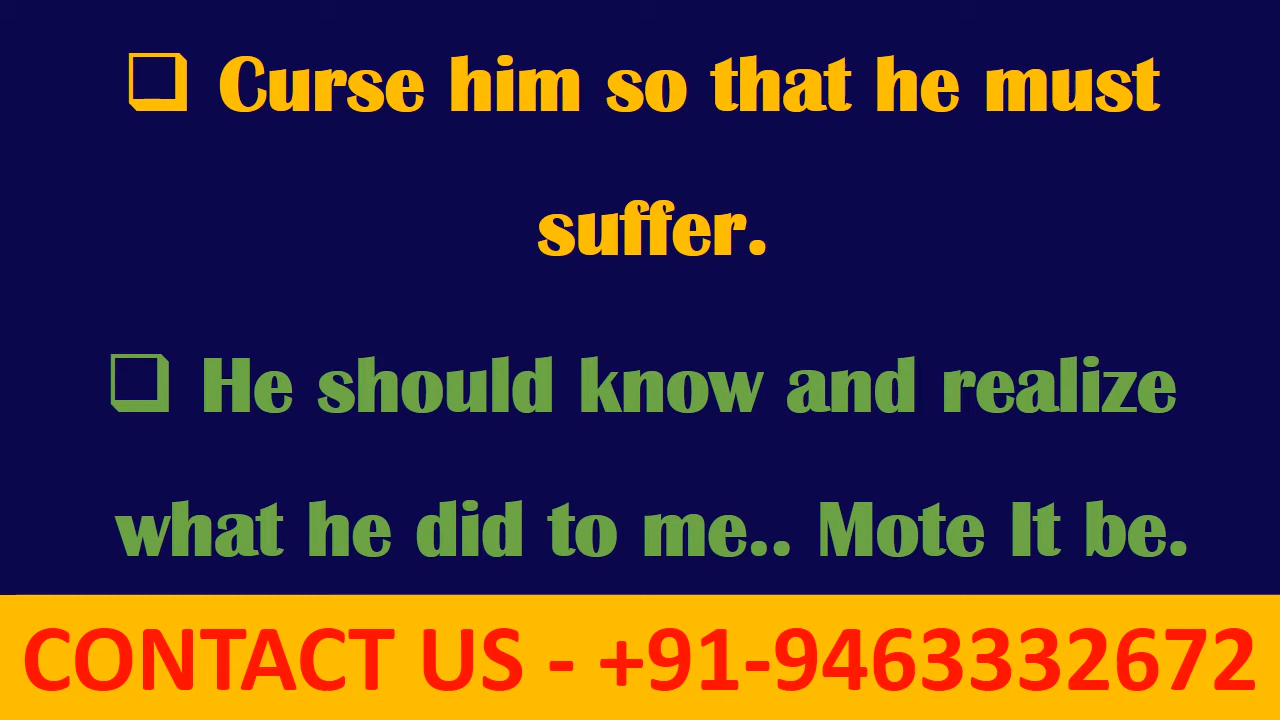 ❑ Curse him so that he must
suffer.
❑ He should know and realize
what he did to me.. Mote It be.
CONTACT US - +91-9463332672